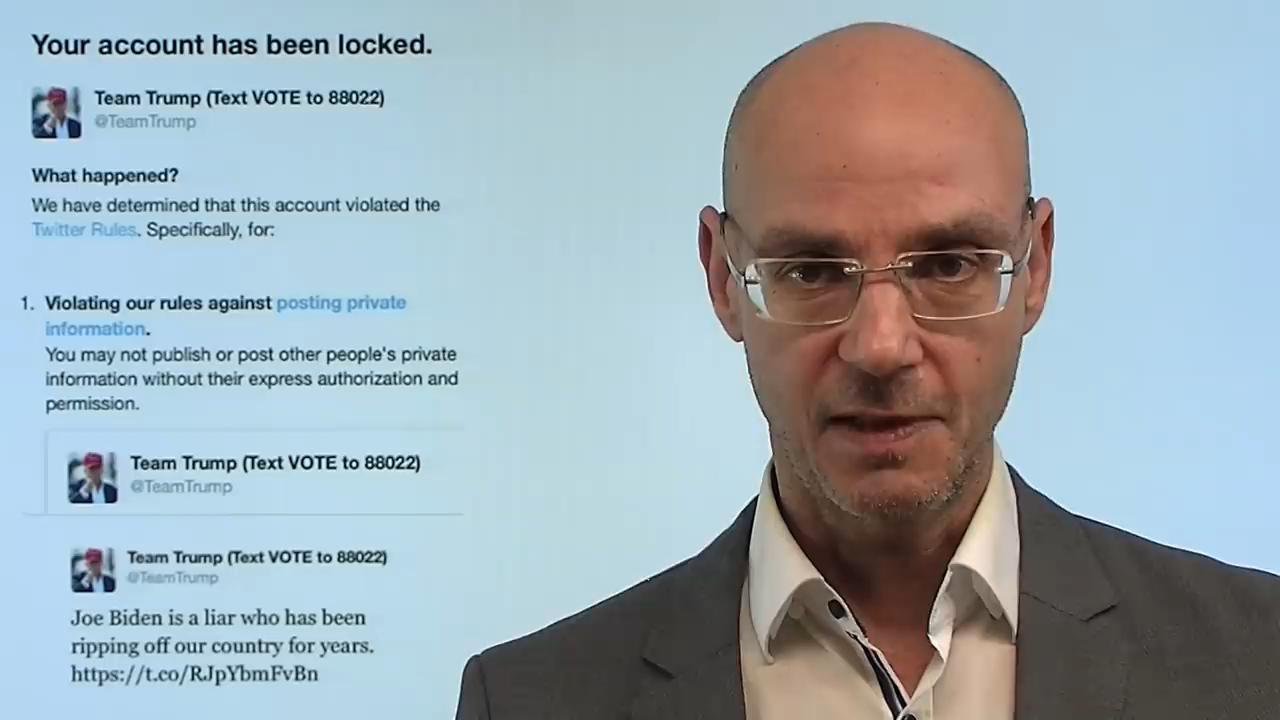 Your account has been locked.
Team Trump (Text VOTE to 88022)
@TeamTrump
What happened?
We have determined that this account violated the
Twitter Rules. Specifically, for:
1. Violating our rules against posting private
information.
You may not publish or post other people's private
information without their express authorization and
permission.
Team Trump (Text VOTE to 88022)
@TeamTrump
Team Trump (Text VOTE to 88022)
@TeamTrump
Joe Biden is a liar who has been
ripping off our country for years.
https://t.co/RJpYbmFvBn